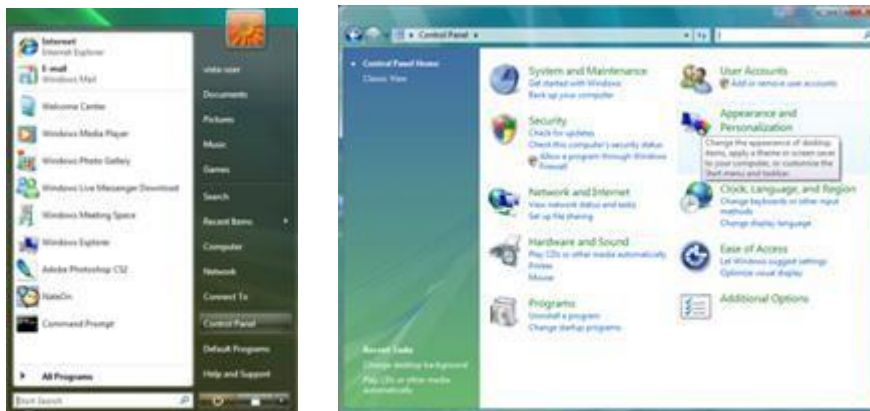 Internet
Internet Explorer
E-mail
Windows Mail
Welcome Center
Windows Media Player
Windows Photo Gallery
Windows Live Messenger Download
Windows Meeting Space
Windows Explorer
Adobe Photoshop CS2
NateOn
Command Prompt
All Programs
Start Search
vista user
Documents
Pictures
Music
Games
Search
Recent Items
Computer
Network
Connect To
Control Panel
Default Programs
Help and Support
Control Panel
Control Panel Home
Classic View
Recent Tasks
Change desktop background
Play CDs or other media
automatically
System and Maintenance
Get started with Windows
Back up your computer
Security
Check for updates
Check this computer's security status
Allow a program through Windows
Firewall
Network and Internet
View network status and tasks
Set up file sharing
Hardware and Sound
Play CDs or other media automatically
Printer
Mouse
Programs
Uninstall a program
Change startup programs
User Accounts
Add or remove user accounts
Appearance and
Personalization
Change the appearance of desktop
items, apply a theme or screen saver
to your computer, or customize the
Start menu and taskbar.
Clock, Language, and Region
Change keyboards or other input
methods
Change display language
Ease of Access
Let Windows suggest settings
Optimize visual display
Additional Options